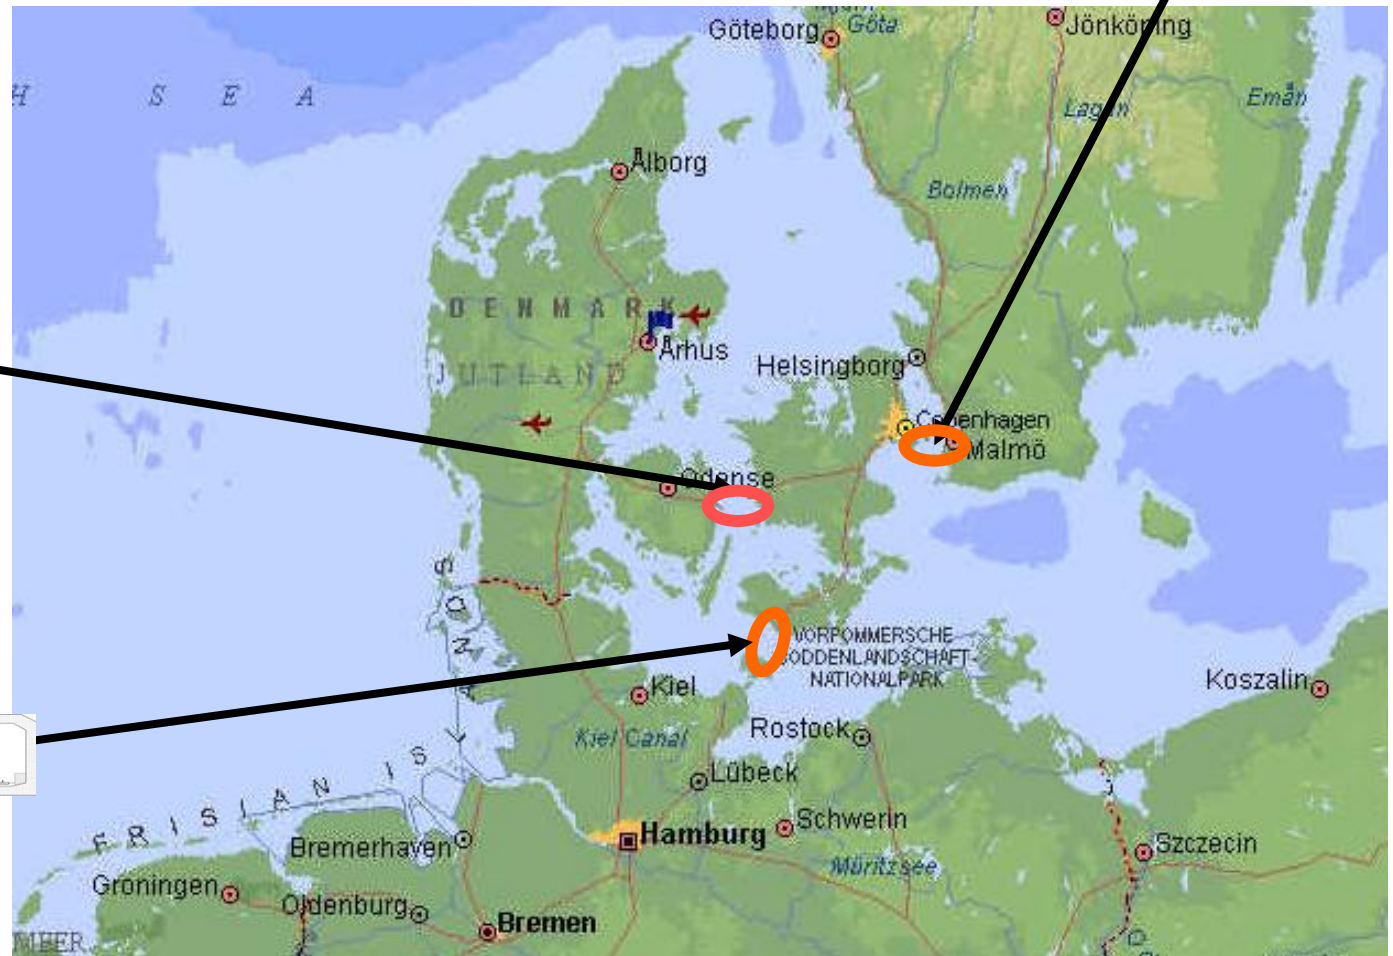 Göteborg
Göta
Jönköping
H SEA
Lagan
Emån
Ålborg
Bolmen
DENMARK
Århus
JUTLAND
Helsingborg
Copenhagen
Malmö
Odense
VORPOMMERSCHE
BODDENLANDSCHAFT-
NATIONALPARK
Kiel
Koszalin
Kiel Canal
Rostock
Lübeck
FRISIAN IS
Hamburg
Schwerin
Szczecin
Bremerhaven
Müritzsee
Groningen
Oldenburg
Bremen